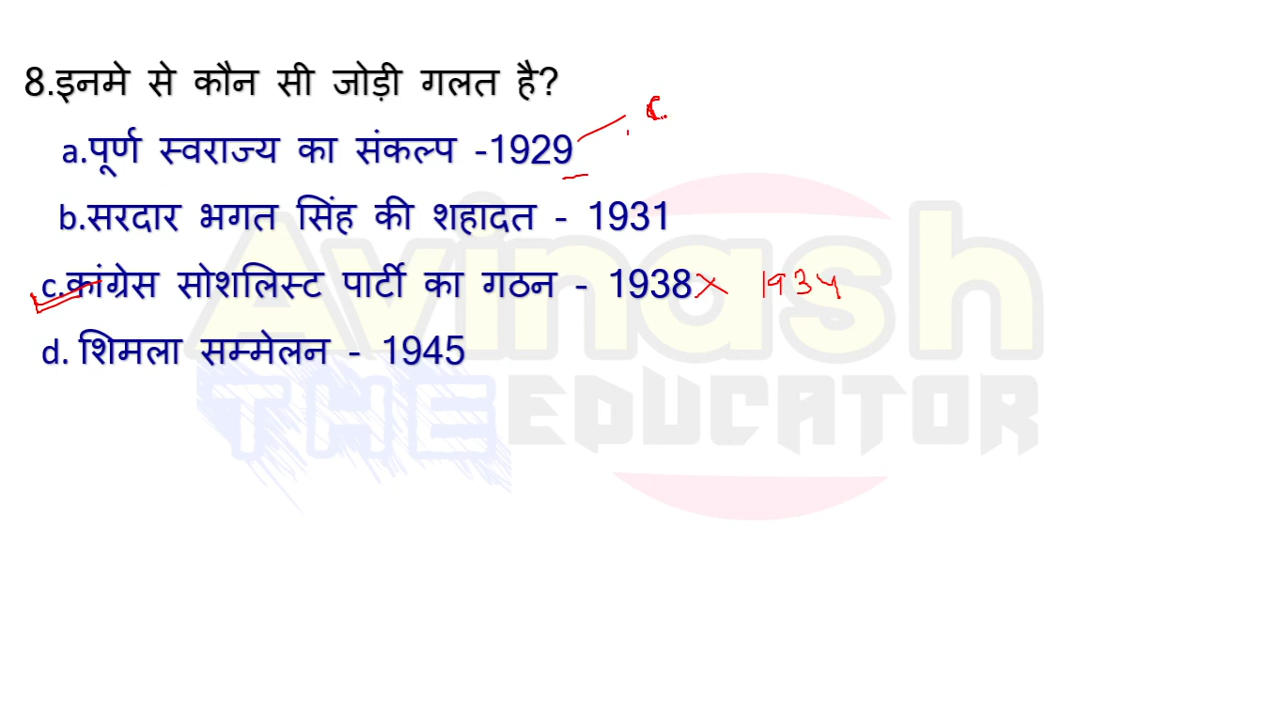 8.इनमे से कौन सी जोड़ी गलत है?
a.पूर्ण स्वराज्य का संकल्प -1929
b.सरदार भगत सिंह की शहादत - 1931
c.कांग्रेस सोशलिस्ट पार्टी का गठन - 1938 X 1934
d. शिमला सम्मेलन - 1945
Avinash
THE EDUCATOR